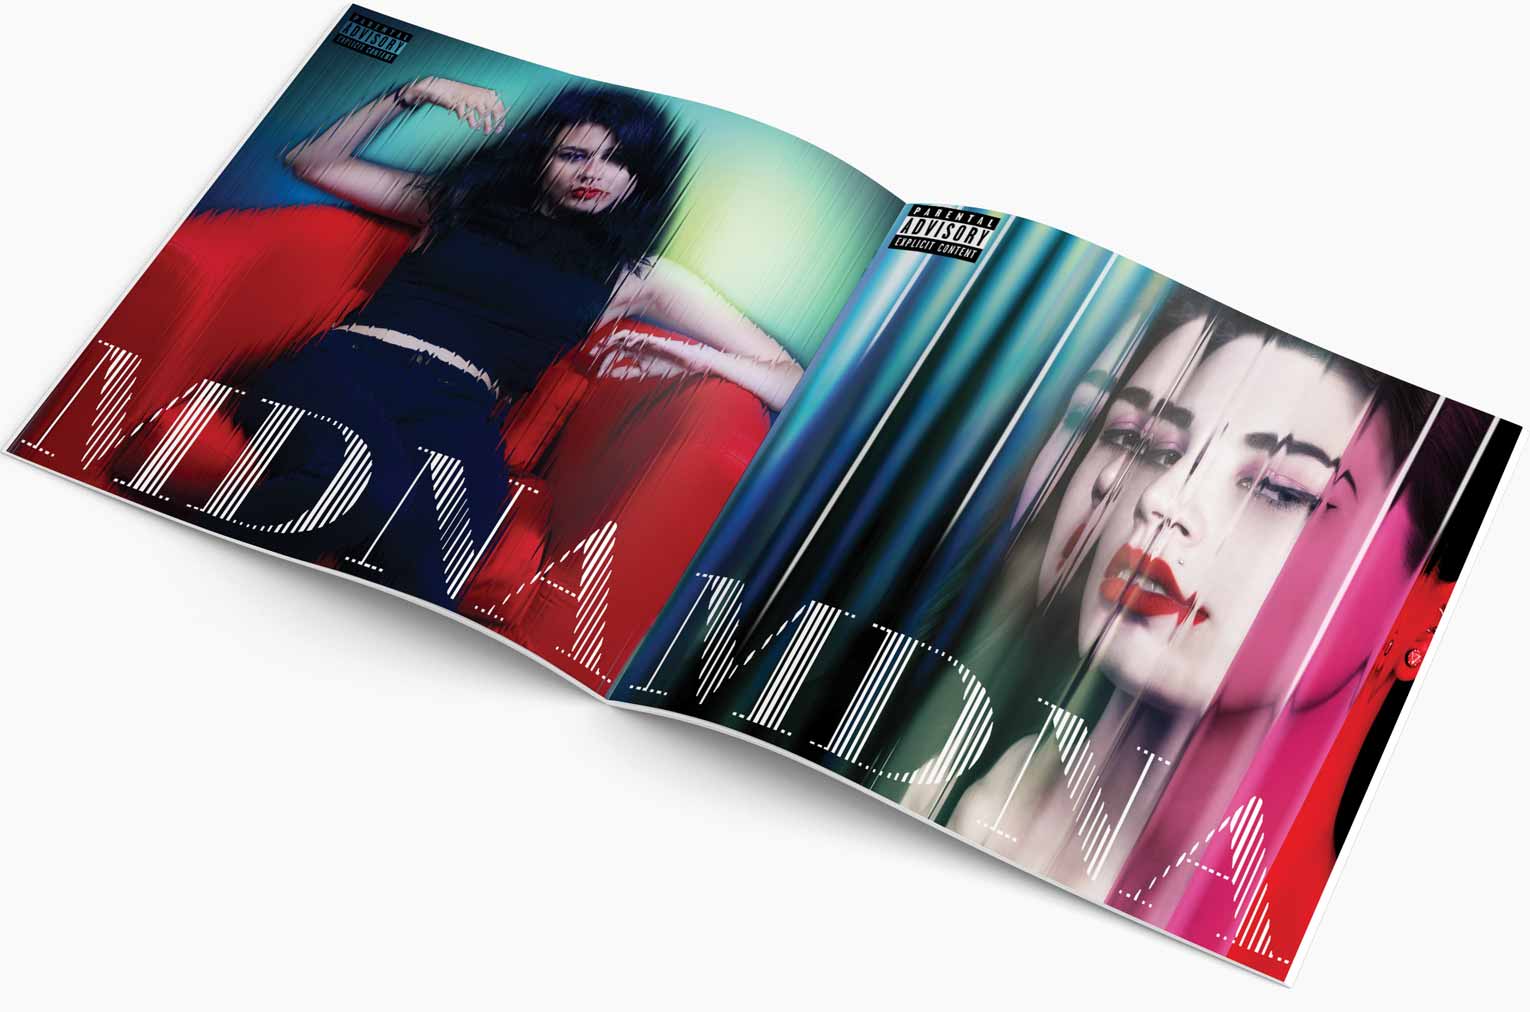 PARENTAL
ADVISORY
EXPLICIT CONTENT
MDNA
PARENTAL
ADVISORY
EXPLICIT CONTENT
MDNA